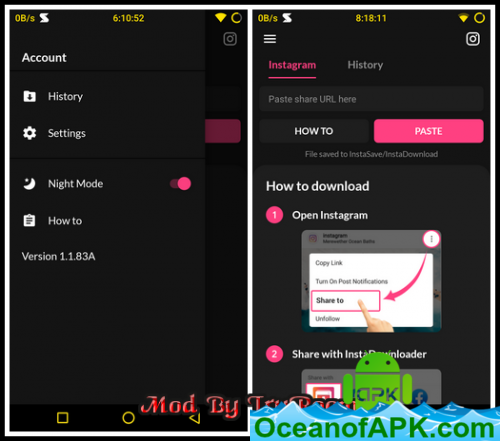 0B/s S 6:10:52
Account
History
Settings
Night Mode
How to
Version 1.1.83A
0B/s S 8:18:11
Instagram History
Paste share URL here
HOW TO PASTE
File saved to InstaSave/InstaDownload
How to download
1 Open Instagram
Instagram
Copy Link
Turn On Post Notifications
Share to
Unfollow
2 Share with InstaDownloader
Share with
Mod By
APK
OceanofAPK.com